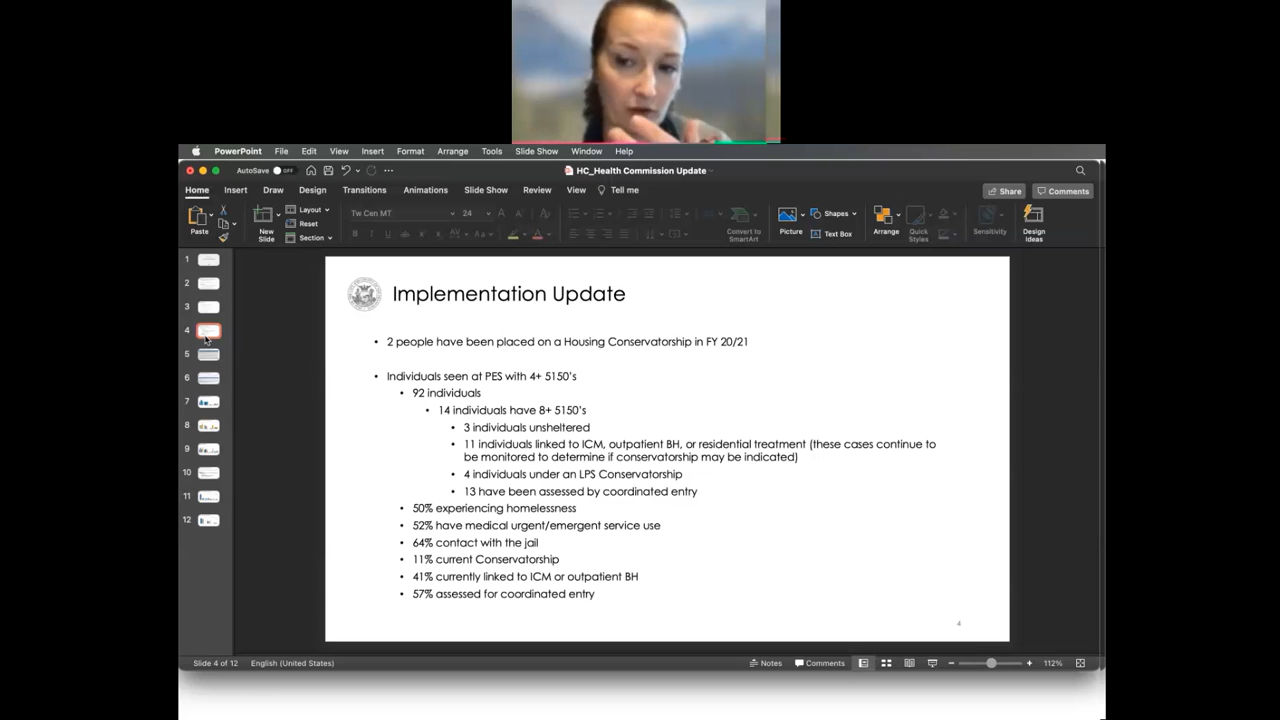 PowerPoint File Edit View Insert Format Arrange Tools Slide Show Window Help
AutoSave OFF HC_Health Commission Update
Home Insert Draw Design Transitions Animations Slide Show Review View Tell me Share Comments
Paste New Slide Layout Reset Section Tw Cen MT 24 Convert to SmartArt Picture Shapes Text Box Arrange Quick Styles Sensitivity Design Ideas
1
2
3
4
5
6
7
8
9
10
11
12
Implementation Update
• 2 people have been placed on a Housing Conservatorship in FY 20/21
• Individuals seen at PES with 4+ 5150's
• 92 individuals
• 14 individuals have 8+ 5150's
• 3 individuals unsheltered
• 11 individuals linked to ICM, outpatient BH, or residential treatment (these cases continue to
be monitored to determine if conservatorship may be indicated)
• 4 individuals under an LPS Conservatorship
• 13 have been assessed by coordinated entry
• 50% experiencing homelessness
• 52% have medical urgent/emergent service use
• 64% contact with the jail
• 11% current Conservatorship
• 41% currently linked to ICM or outpatient BH
• 57% assessed for coordinated entry
4
Slide 4 of 12 English (United States) Notes Comments 112%